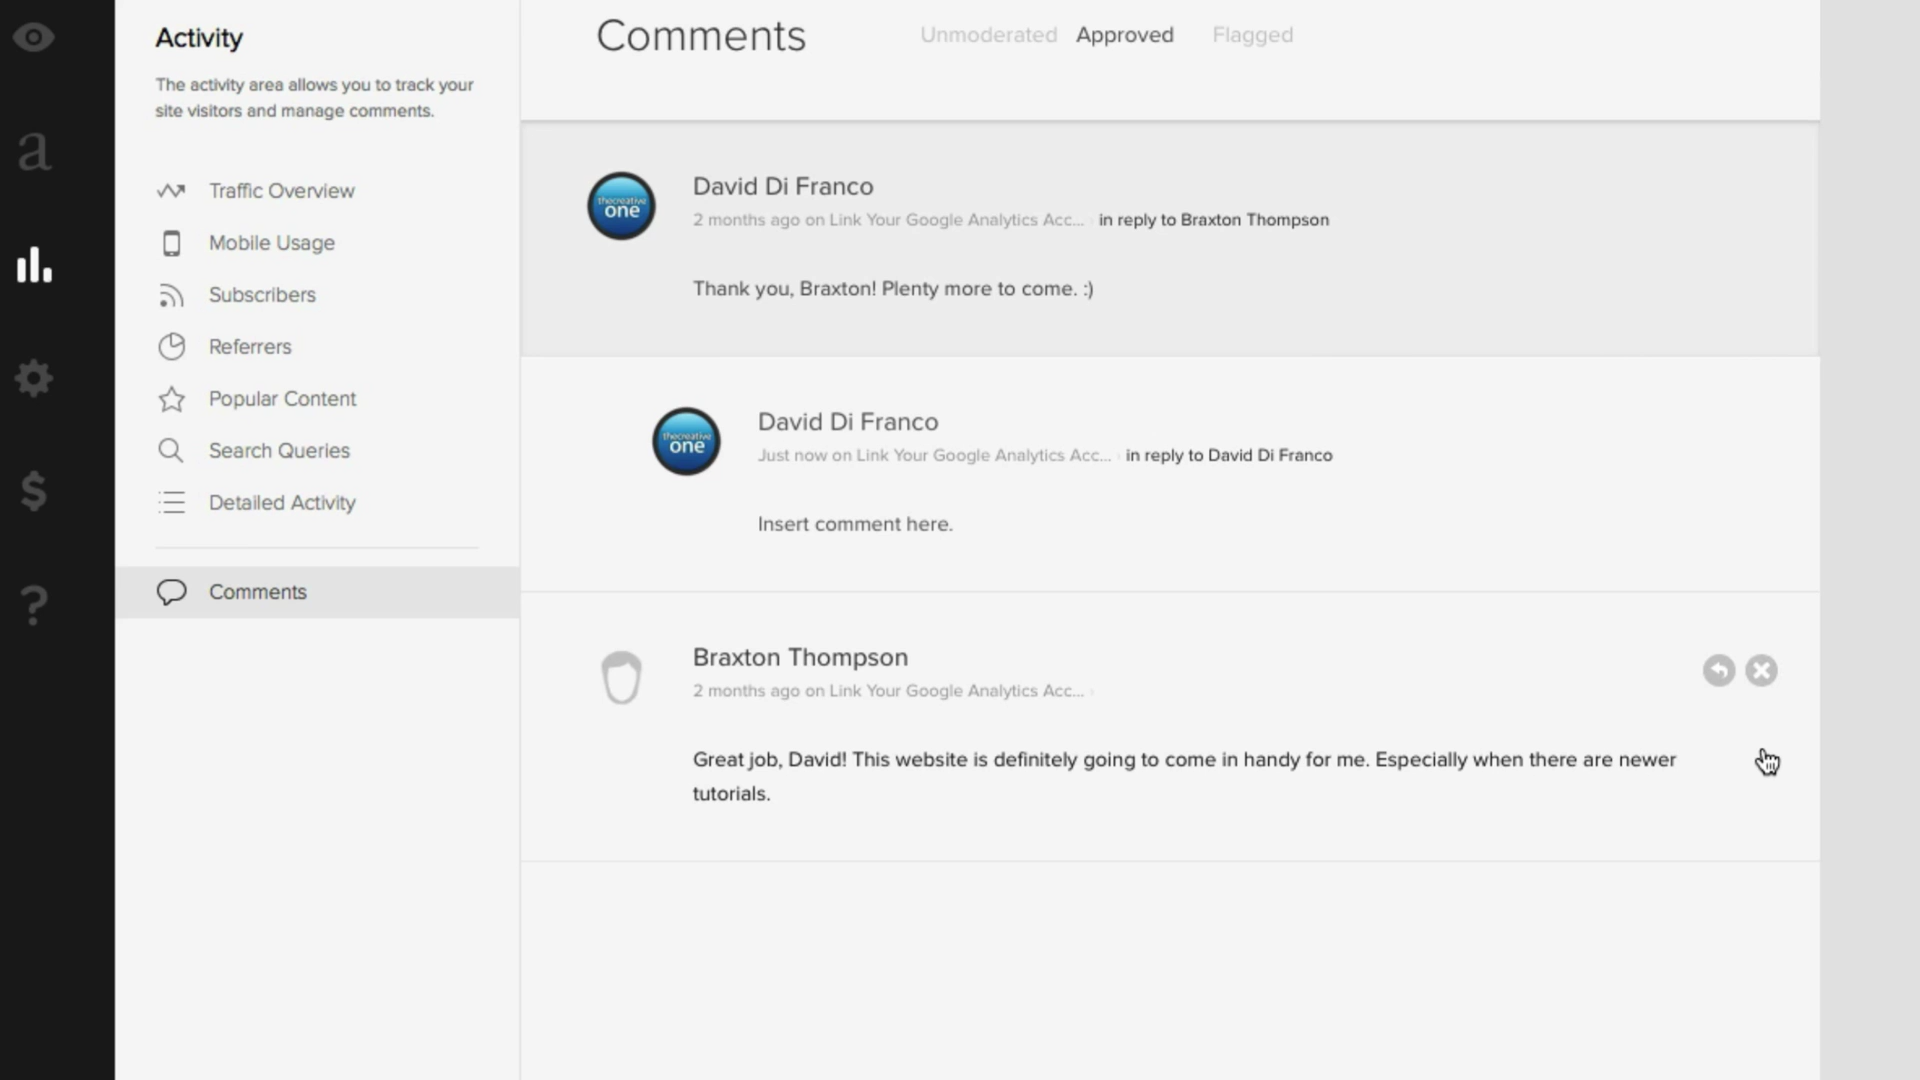 Activity
The activity area allows you to track your
site visitors and manage comments.
Traffic Overview
Mobile Usage
Subscribers
Referrers
Popular Content
Search Queries
Detailed Activity
Comments
Comments
Unmoderated Approved Flagged
thecreative
one
David Di Franco
2 months ago on Link Your Google Analytics Acc... in reply to Braxton Thompson
Thank you, Braxton! Plenty more to come. :)
thecreative
one
David Di Franco
Just now on Link Your Google Analytics Acc... in reply to David Di Franco
Insert comment here.
Braxton Thompson
2 months ago on Link Your Google Analytics Acc...
Great job, David! This website is definitely going to come in handy for me. Especially when there are newer
tutorials.